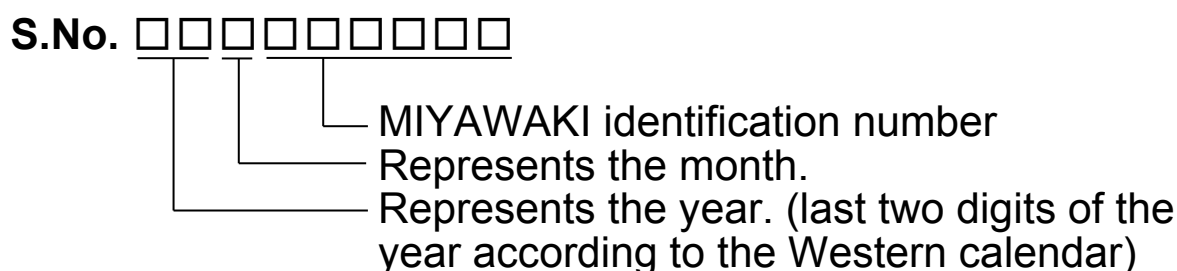 S.No. □□□□□□□□□
MIYAWAKI identification number
Represents the month.
Represents the year. (last two digits of the
year according to the Western calendar)